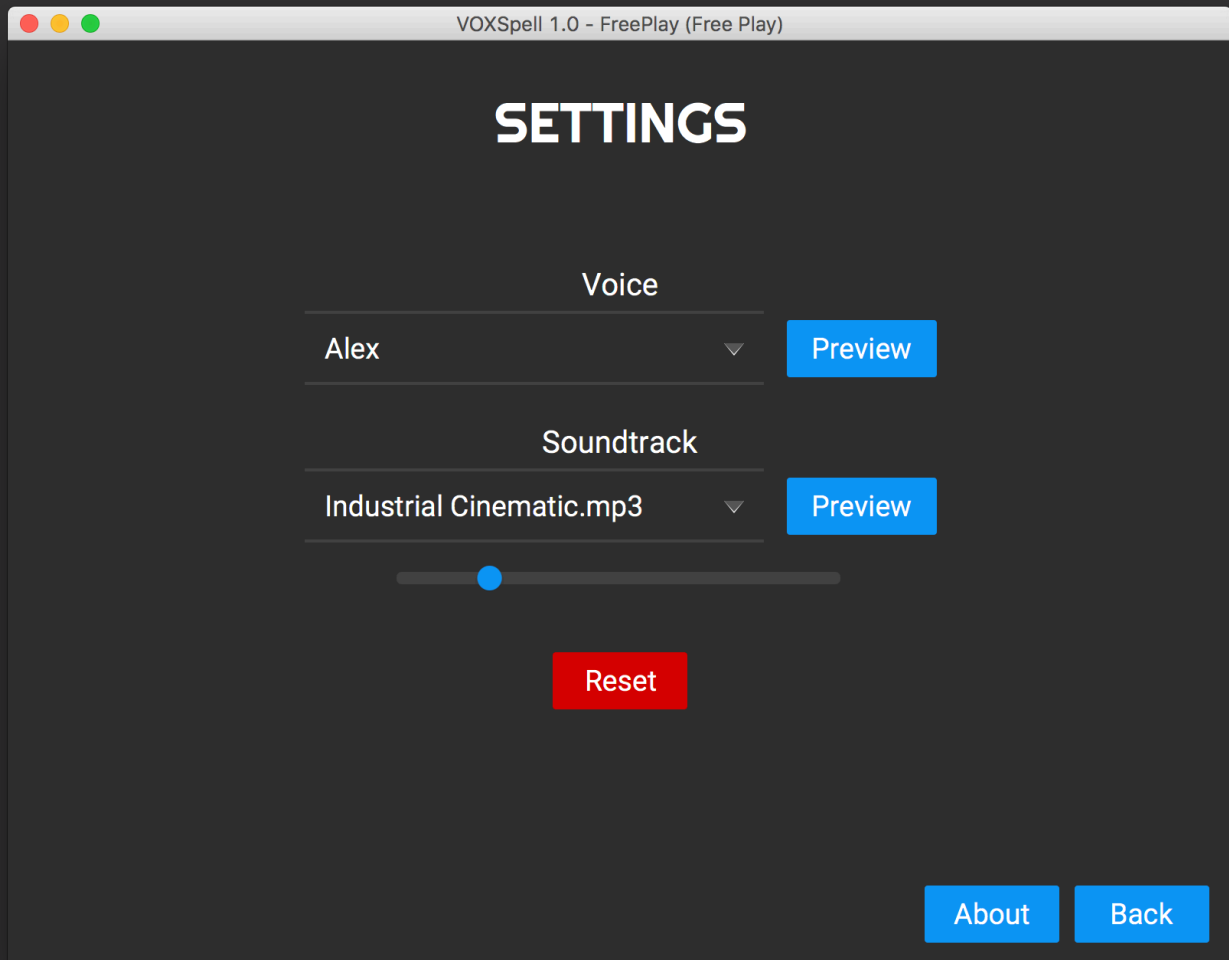 VOXSpell 1.0 - FreePlay (Free Play)
SETTINGS
Voice
Alex
Preview
Soundtrack
Industrial Cinematic.mp3
Preview
Reset
About
Back